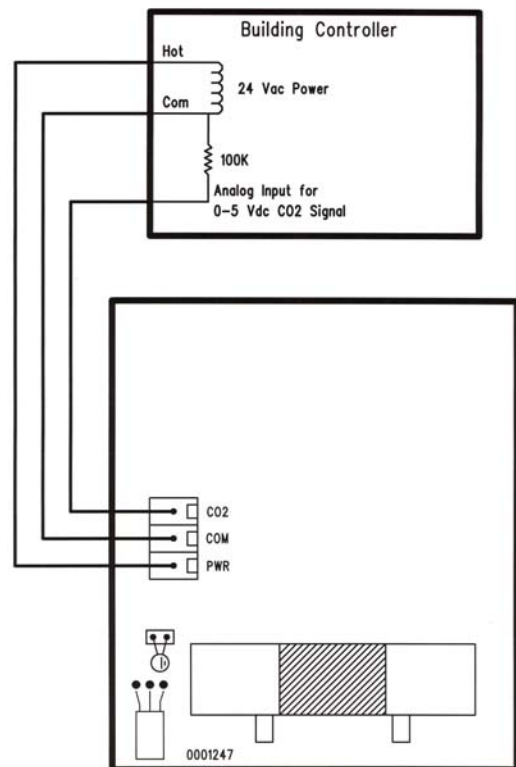 Building Controller
Hot
24 Vac Power
Com
100K
Analog Input for
0-5 Vdc CO2 Signal
CO2
COM
PWR
0001247